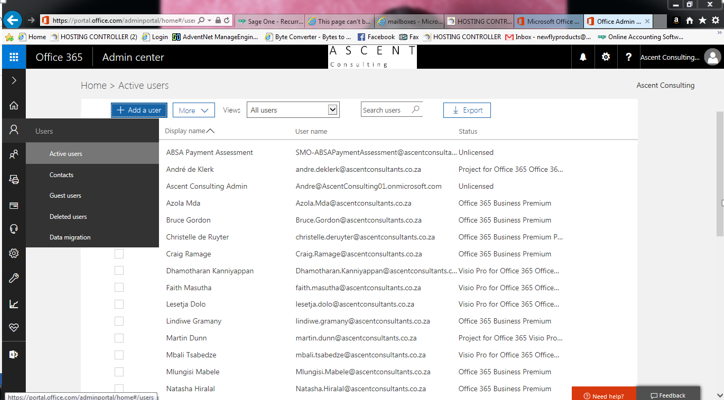 https://portal.office.com/adminportal/home#/users
Sage One - Recurr...
This page can't b...
mailboxes - Micro...
HOSTING CONTROLL...
Microsoft Office ...
Office Admin ...
Home
HOSTING CONTROLLER (2)
AdventNet ManageEngin...
Byte Converter - Bytes to ...
Facebook
Fax
HOSTING CONTROLLER
Inbox - newflyproducts@...
Online Accounting Softw...
Login
Office 365
Admin center
ASCENT
Consulting
Ascent Consulting...
Home > Active users
Ascent Consulting
+ Add a user
More
Views
All users
Search users
Export
Users
Display name
User name
Status
Active users
Contacts
Guest users
Deleted users
Data migration
ABSA Payment Assessment SMO-ABSAPaymentAssessment@ascentconsulta... Unlicensed
André de Klerk andre.deklerk@ascentconsultants.co.za Project for Office 365 Office 36...
Ascent Consulting Admin Andre@AscentConsulting01.onmicrosoft.com Unlicensed
Azola Mda Azola.Mda@ascentconsultants.co.za Office 365 Business Premium
Bruce Gordon Bruce.Gordon@ascentconsultants.co.za Office 365 Business Premium
Christelle de Ruyter christelle.deruyter@ascentconsultants.co.za Office 365 Business Premium P...
Craig Ramage Craig.Ramage@ascentconsultants.co.za Office 365 Business Premium
Dhamotharan Kanniyappan Dhamotharan.Kanniyappan@ascentconsultants.c... Visio Pro for Office 365 Office...
Faith Masutha faith.masutha@ascentconsultants.co.za Visio Pro for Office 365 Office...
Lesetja Dolo lesetja.dolo@ascentconsultants.co.za Visio Pro for Office 365 Office...
Lindiwe Gramany lindiwe.gramany@ascentconsultants.co.za Office 365 Business Premium
Martin Dunn martin.dunn@ascentconsultants.co.za Project for Office 365 Visio Pro...
Mbali Tsabedze mbali.tsabedze@ascentconsultants.co.za Visio Pro for Office 365 Office...
Mlungisi Mabele Mlungisi.Mabele@ascentconsultants.co.za Office 365 Business Premium
Natasha Hiralal Natasha.Hiralal@ascentconsultants.co.za Office 365 Business Premium
https://portal.office.com/adminportal/home#/users
Need help?
Feedback